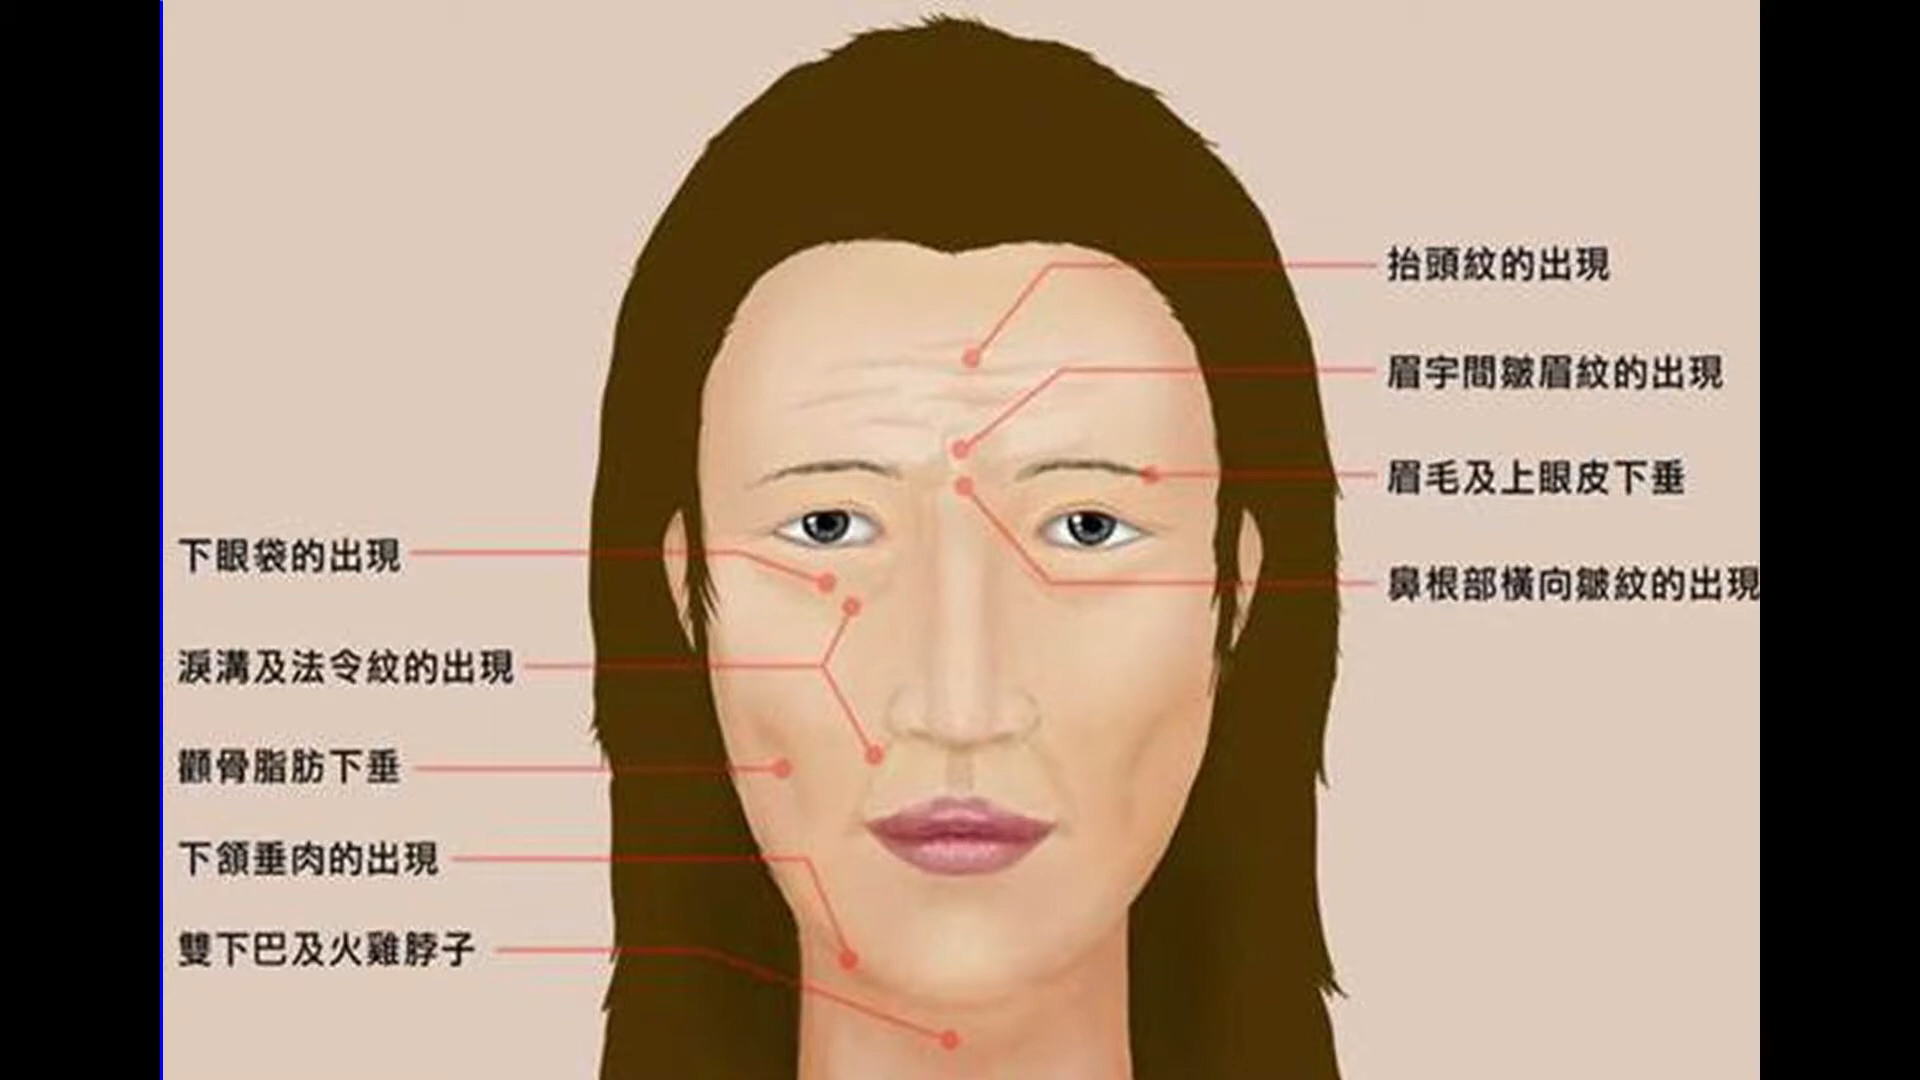 抬頭紋的出現
眉宇間皺眉紋的出現
眉毛及上眼皮下垂
鼻根部橫向皺紋的出現
下眼袋的出現
淚溝及法令紋的出現
顴骨脂肪下垂
下頷垂肉的出現
雙下巴及火雞脖子